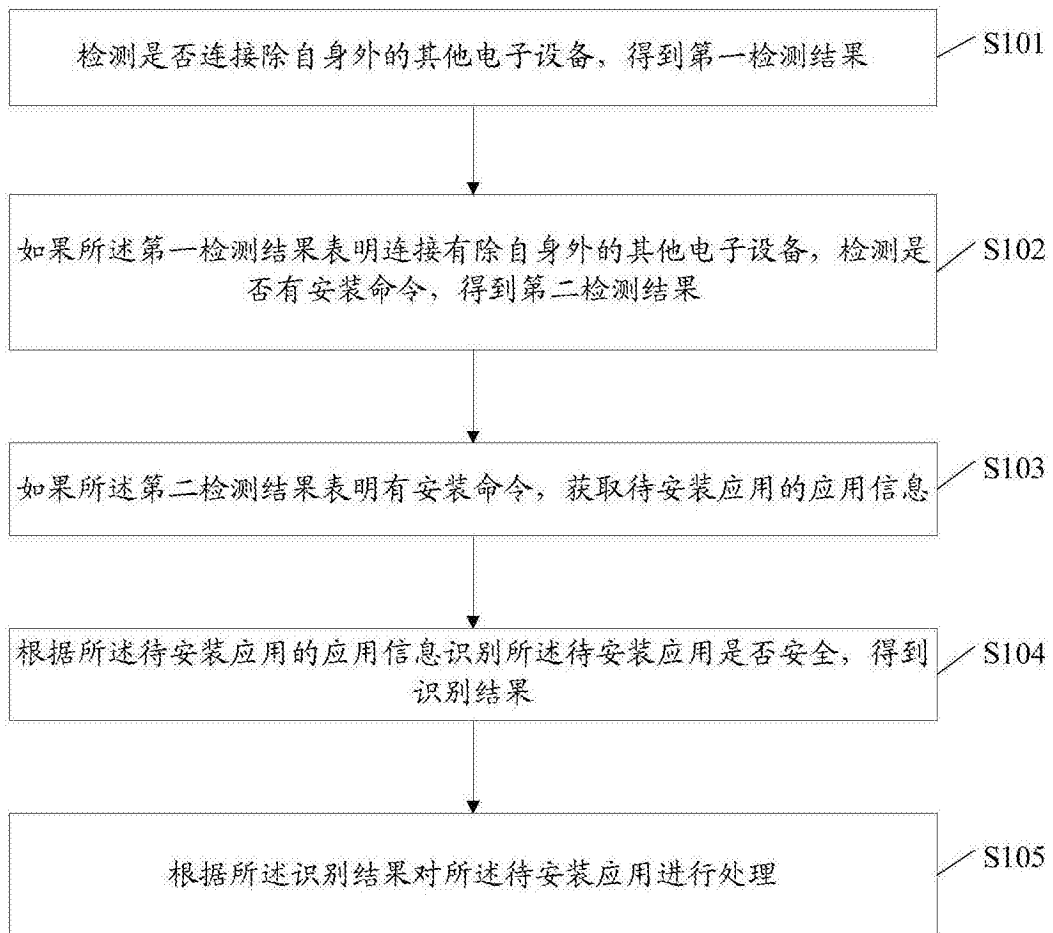 检测是否连接除自身外的其他电子设备，得到第一检测结果
S101
如果所述第一检测结果表明连接有除自身外的其他电子设备，检测是
否有安装命令，得到第二检测结果
S102
如果所述第二检测结果表明有安装命令，获取待安装应用的应用信息
S103
根据所述待安装应用的应用信息识别所述待安装应用是否安全，得到
识别结果
S104
根据所述识别结果对所述待安装应用进行处理
S105